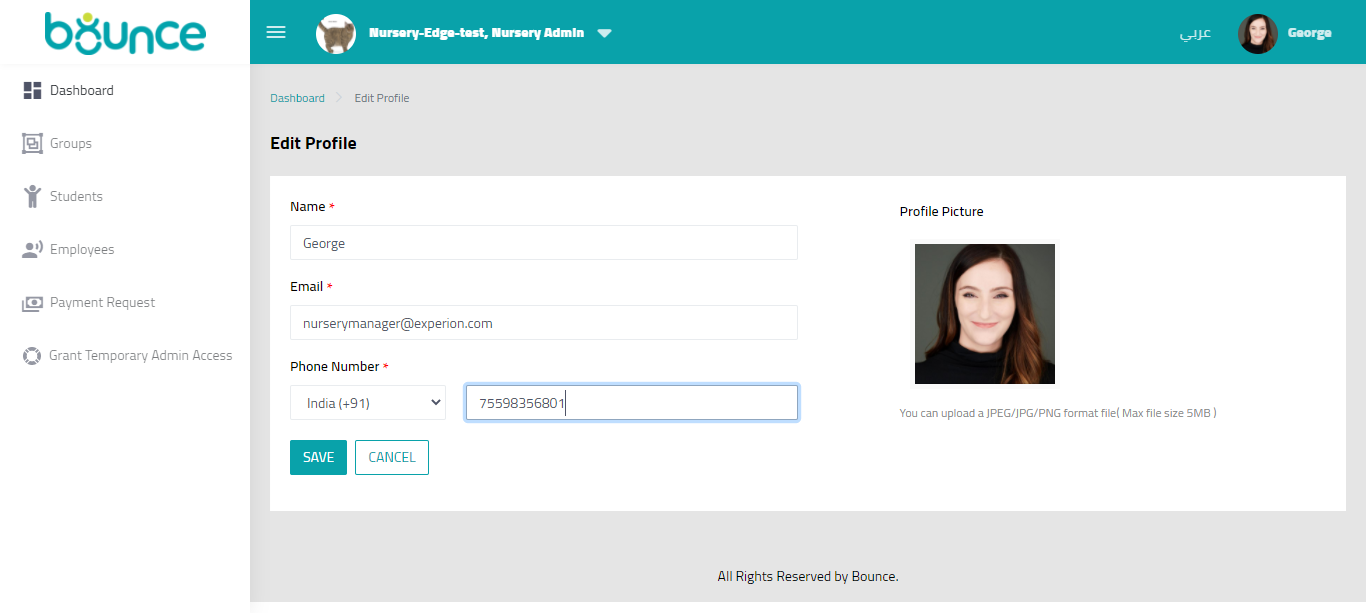 bounce
Nursery-Edge-test, Nursery Admin
عربي
George
Dashboard
Groups
Students
Employees
Payment Request
Grant Temporary Admin Access
Dashboard
Edit Profile
Edit Profile
Name *
George
Email *
nurserymanager@experion.com
Phone Number *
India (+91)
75598356801
SAVE
CANCEL
Profile Picture
You can upload a JPEG/JPG/PNG format file( Max file size 5MB )
All Rights Reserved by Bounce.